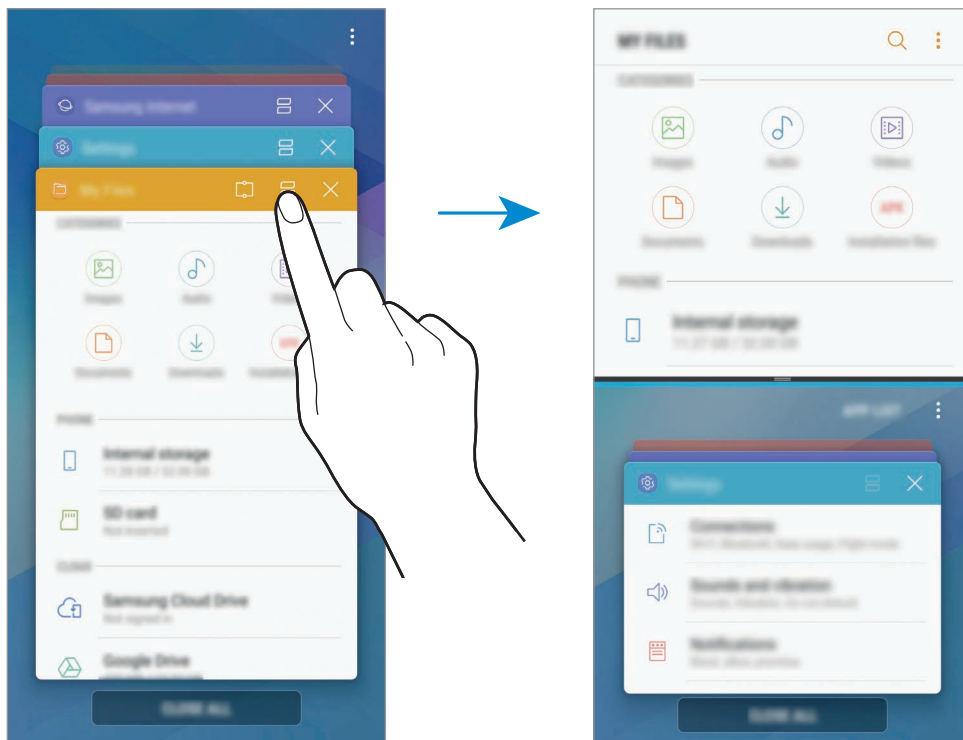 Samsung Internet
Settings
My Files
CATEGORIES
Images Audio
Documents Downloads
PHONE
Internal storage
SD card
Not inserted
CLOUD
Samsung Cloud Drive
Not signed in
Google Drive
CLOSE ALL
MY FILES
CATEGORIES
Images Audio Videos
APK
Documents Downloads Installation files
PHONE
Internal storage
APP LIST
Settings
Connections
Sounds and vibration
Notifications
CLOSE ALL